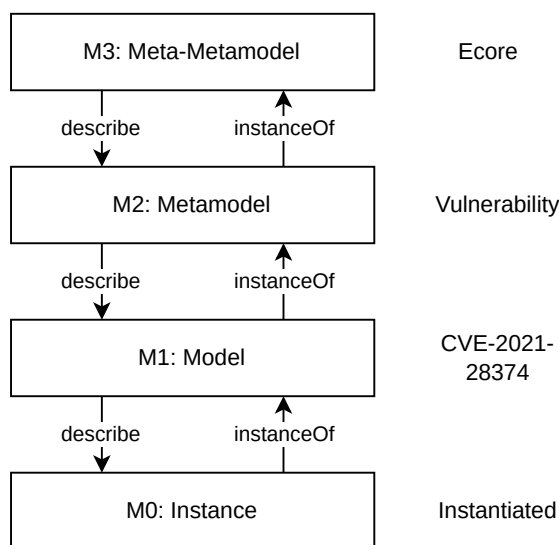 M3: Meta-Metamodel Ecore
describe instanceOf
M2: Metamodel Vulnerability
describe instanceOf
M1: Model CVE-2021-
28374
describe instanceOf
M0: Instance Instantiated